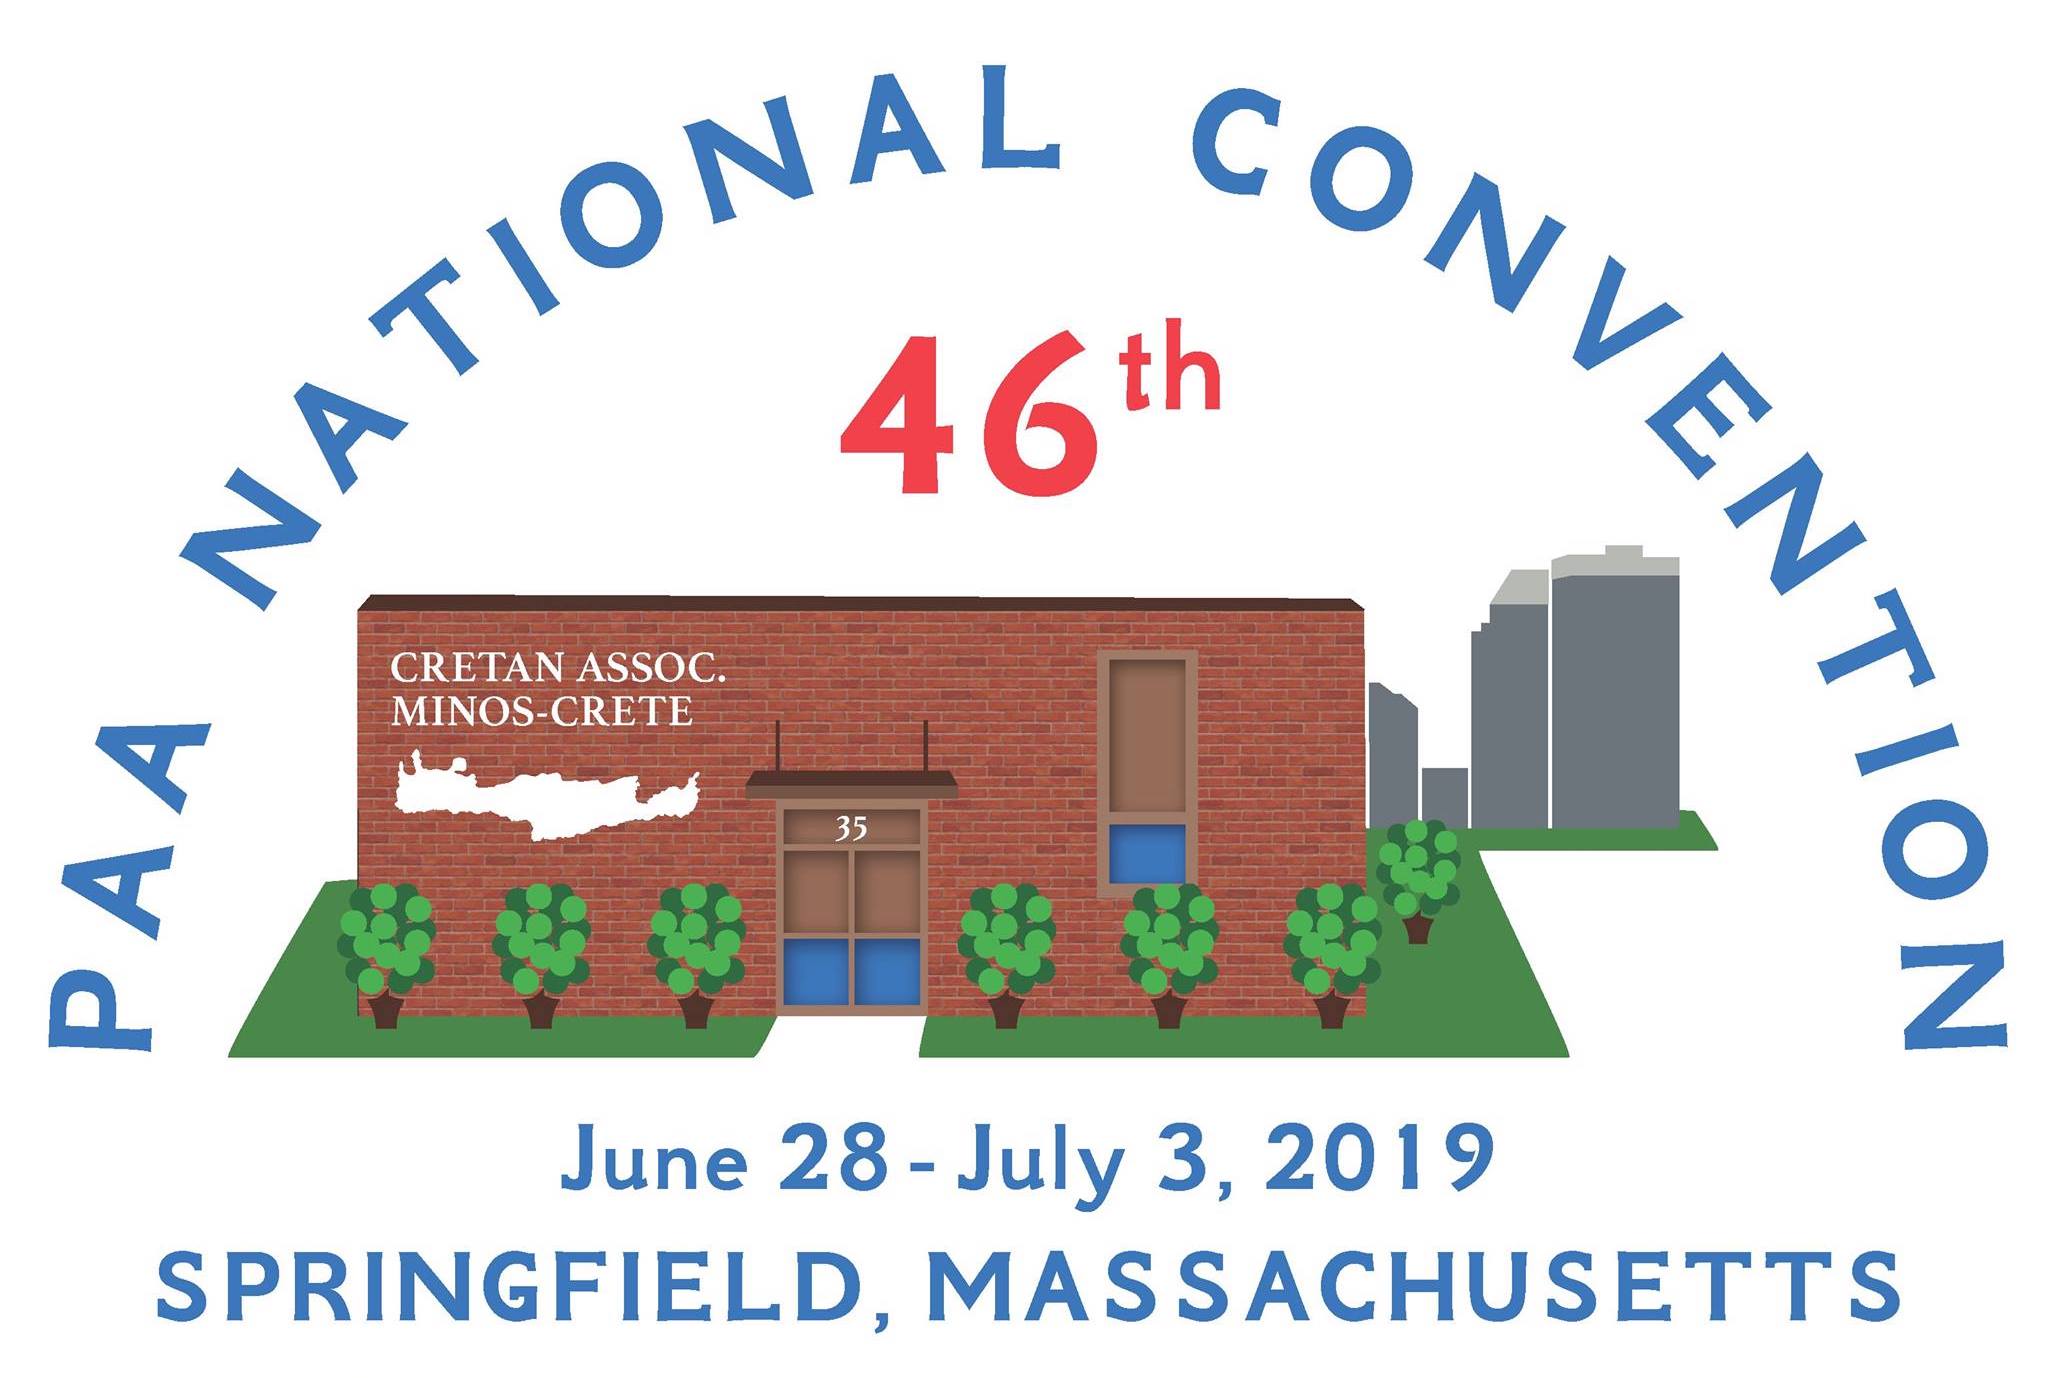 PAA NATIONAL CONVENTION
46th
CRETAN ASSOC.
MINOS-CRETE
35
June 28 - July 3, 2019
SPRINGFIELD, MASSACHUSETTS